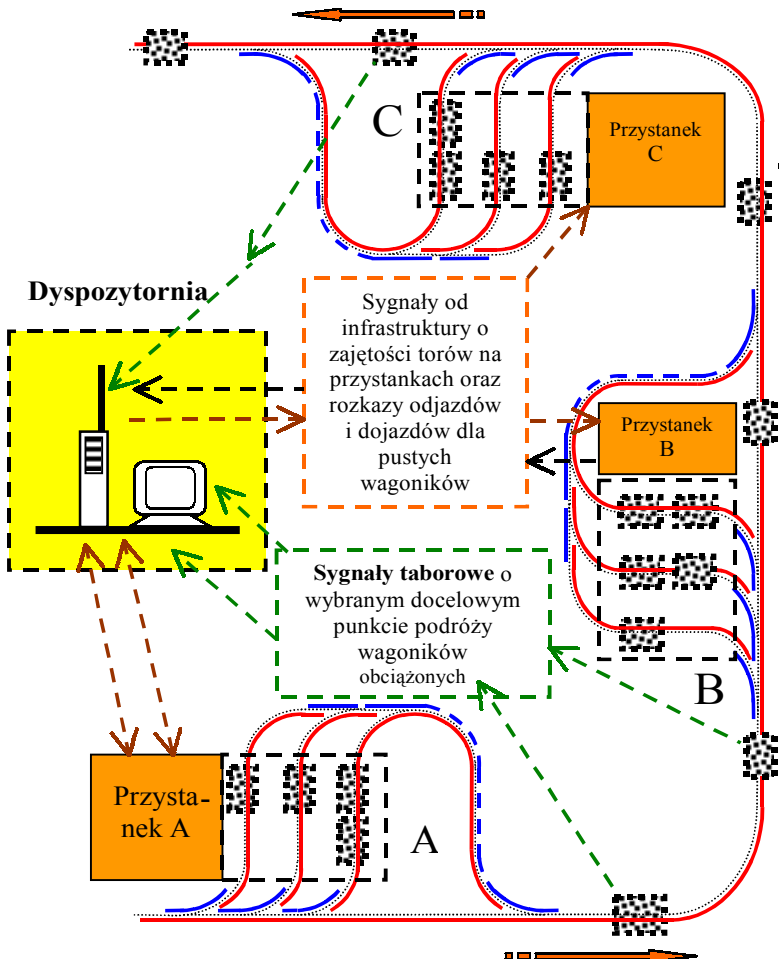 C
Przystanek
C
Dyspozytornia
Sygnały od
infrastruktury o
zajętości torów na
przystankach oraz
rozkazy odjazdów
i dojazdów dla
pustych
wagoników
Przystanek
B
Sygnały taborowe o
wybranym docelowym
punkcie podróży
wagoników
obciążonych
B
Przysta-
nek A
A